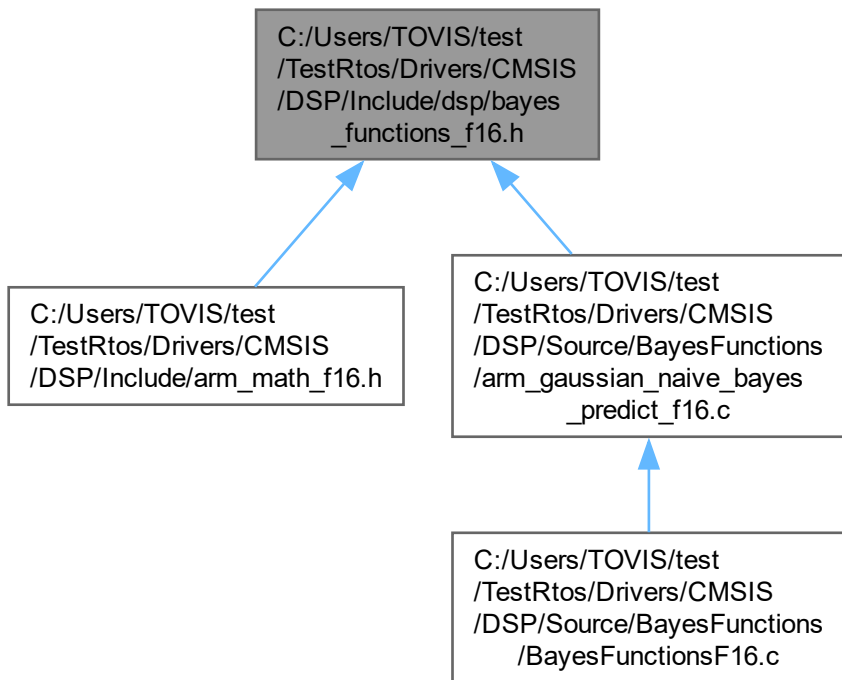 C:/Users/TOVIS/test
/TestRtos/Drivers/CMSIS
/DSP/Include/dsp/bayes
_functions_f16.h
C:/Users/TOVIS/test
/TestRtos/Drivers/CMSIS
/DSP/Include/arm_math_f16.h
C:/Users/TOVIS/test
/TestRtos/Drivers/CMSIS
/DSP/Source/BayesFunctions
/arm_gaussian_naive_bayes
_predict_f16.c
C:/Users/TOVIS/test
/TestRtos/Drivers/CMSIS
/DSP/Source/BayesFunctions
/BayesFunctionsF16.c